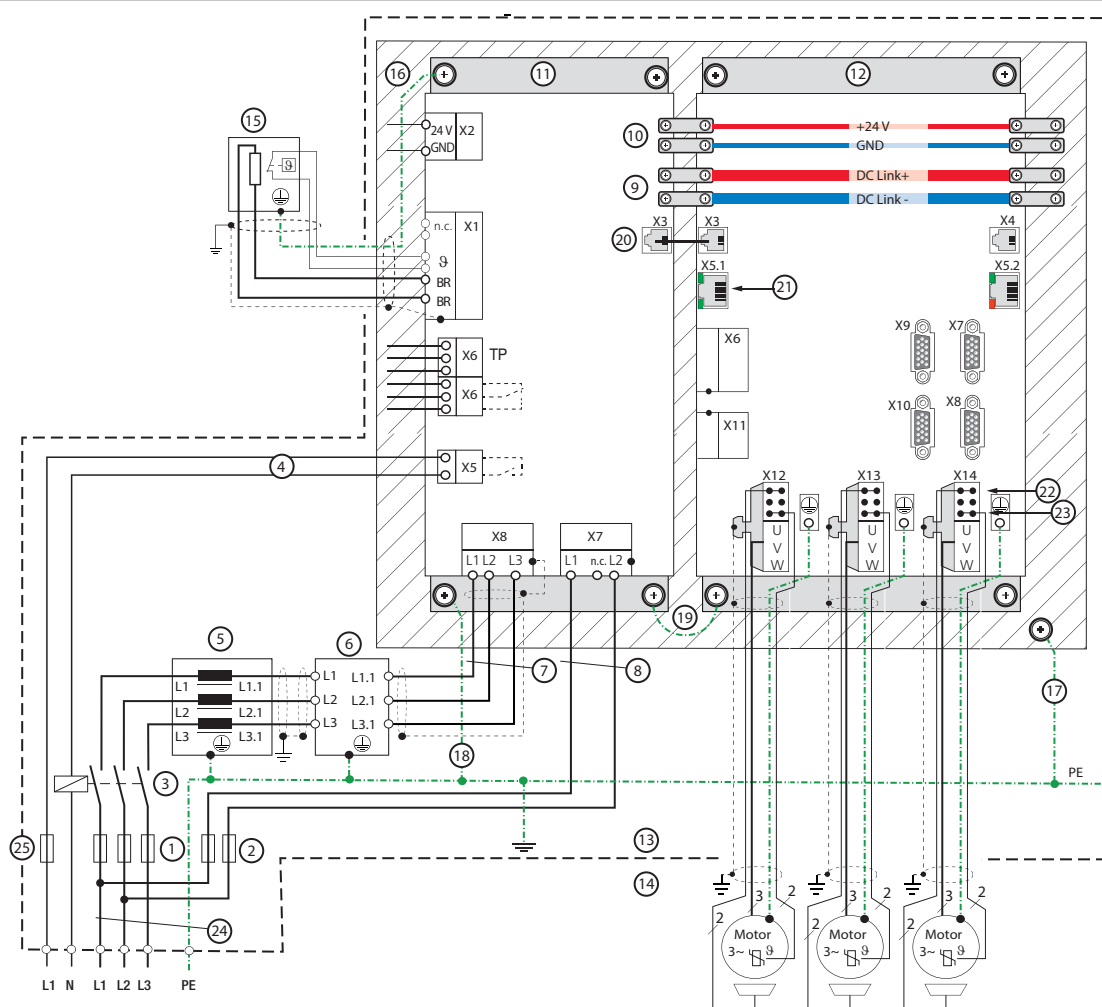 16 11 12
15
24 V X2
GND
10 +24 V
GND
9 DC Link+
DC Link -
n.c. X1
20 X3 X3 X4
ϑ
ϑ
X5.1 X5.2
BR
21
BR
X9 X7
X6 TP X6
X6
X10 X8
X11
4 X5
X12 X13 X14
22
23
U U U
V V V
W W W
X8 X7
L1 L2 L3 L1 n.c. L2
19
5 6
7 8
L1 L1.1 L1 L1.1
17
L2 L2.1 L2 L2.1
L3 L3.1 L3 L3.1
18
PE
3
13
25 1 2
14
2 3 2 3 2 3 2
2 2
24
Motor Motor Motor
3~ ϑ 3~ ϑ 3~ ϑ
L1 N L1 L2 L3 PE